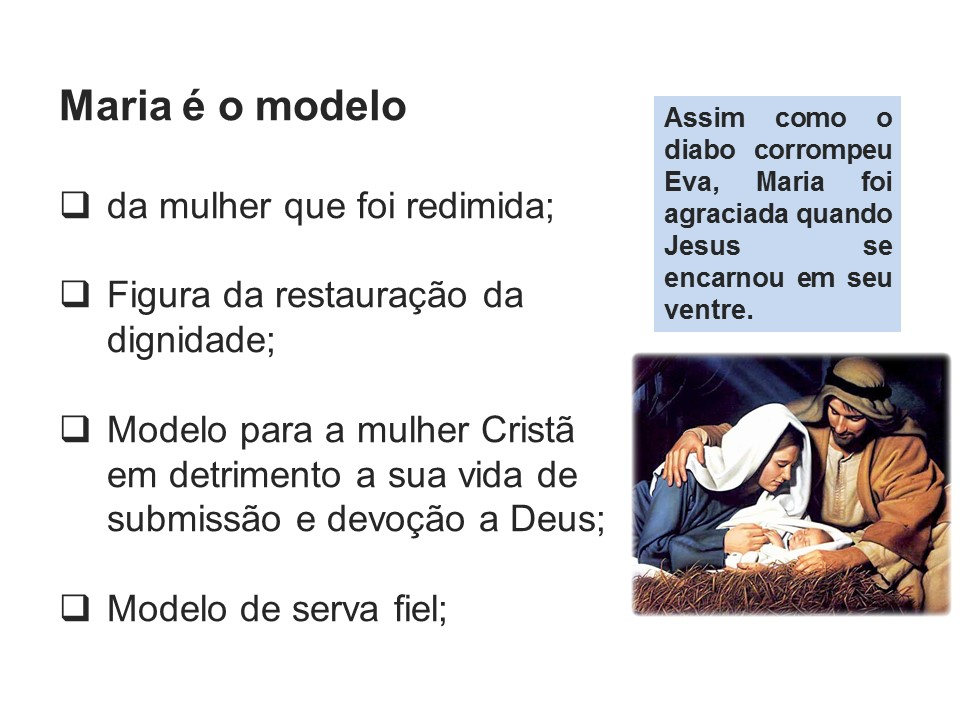 Maria é o modelo
da mulher que foi redimida;
Figura da restauração da
dignidade;
Modelo para a mulher Cristã
em detrimento a sua vida de
submissão e devoção a Deus;
Modelo de serva fiel;
Assim como o
diabo corrompeu
Eva, Maria foi
agraciada quando
Jesus se
encarnou em seu
ventre.